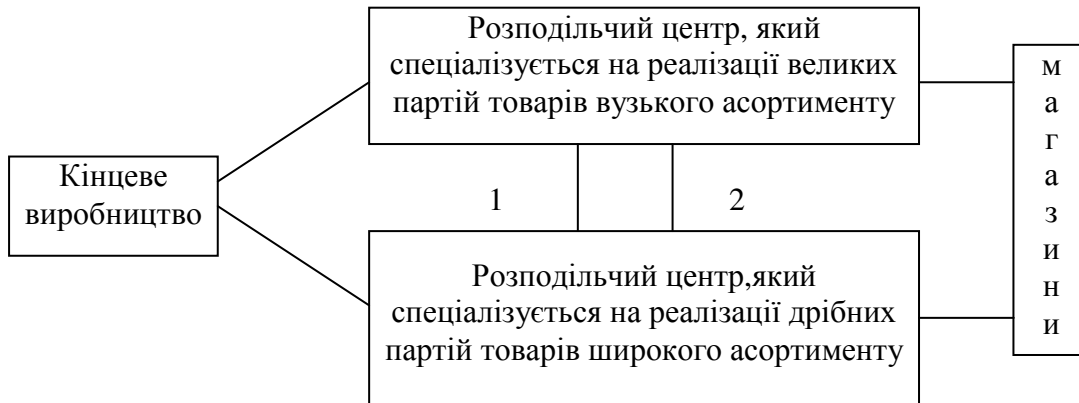 Кінцеве
виробництво
Розподільчий центр, який
спеціалізується на реалізації великих
партій товарів вузького асортименту
1
2
Розподільчий центр,який
спеціалізується на реалізації дрібних
партій товарів широкого асортименту
м
а
г
а
з
и
н
и